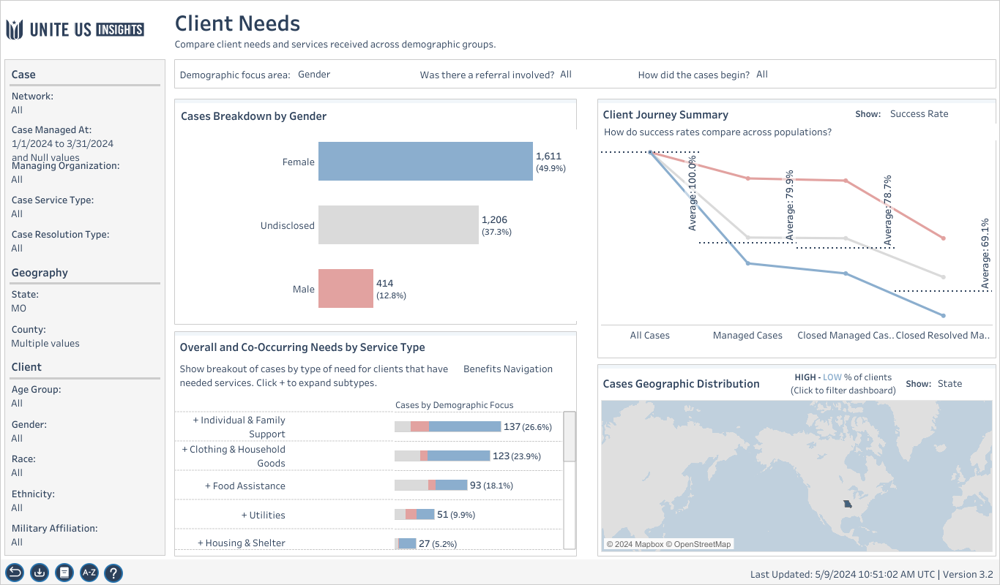 UNITE US INSIGHTS
Client Needs
Compare client needs and services received across demographic groups.
Case
Network:
All
Case Managed At:
1/1/2024 to 3/31/2024
and Null values
Managing Organization:
All
Case Service Type:
All
Case Resolution Type:
All
Geography
State:
MO
County:
Multiple values
Client
Age Group:
All
Gender:
All
Race:
All
Ethnicity:
All
Military Affiliation:
All
Demographic focus area: Gender Was there a referral involved? All How did the cases begin? All
Cases Breakdown by Gender
Female 1,611
(49.9%)
Undisclosed 1,206
(37.3%)
Male 414
(12.8%)
Overall and Co-Occurring Needs by Service Type
Show breakout of cases by type of need for clients that have Benefits Navigation
needed services. Click + to expand subtypes.
Cases by Demographic Focus
+ Individual & Family
Support
137 (26.6%)
+ Clothing & Household
Goods
123 (23.9%)
+ Food Assistance 93 (18.1%)
+ Utilities 51 (9.9%)
+ Housing & Shelter 27 (5.2%)
Client Journey Summary Show: Success Rate
How do success rates compare across populations?
Average: 100.0%
Average: 79.9%
Average: 78.7%
Average: 69.1%
All Cases Managed Cases Closed Managed Cas.. Closed Resolved Ma..
Cases Geographic Distribution
HIGH - LOW % of clients
(Click to filter dashboard)
Show: State
© 2024 Mapbox © OpenStreetMap
A-Z ?
Last Updated: 5/9/2024 10:51:02 AM UTC | Version 3.2